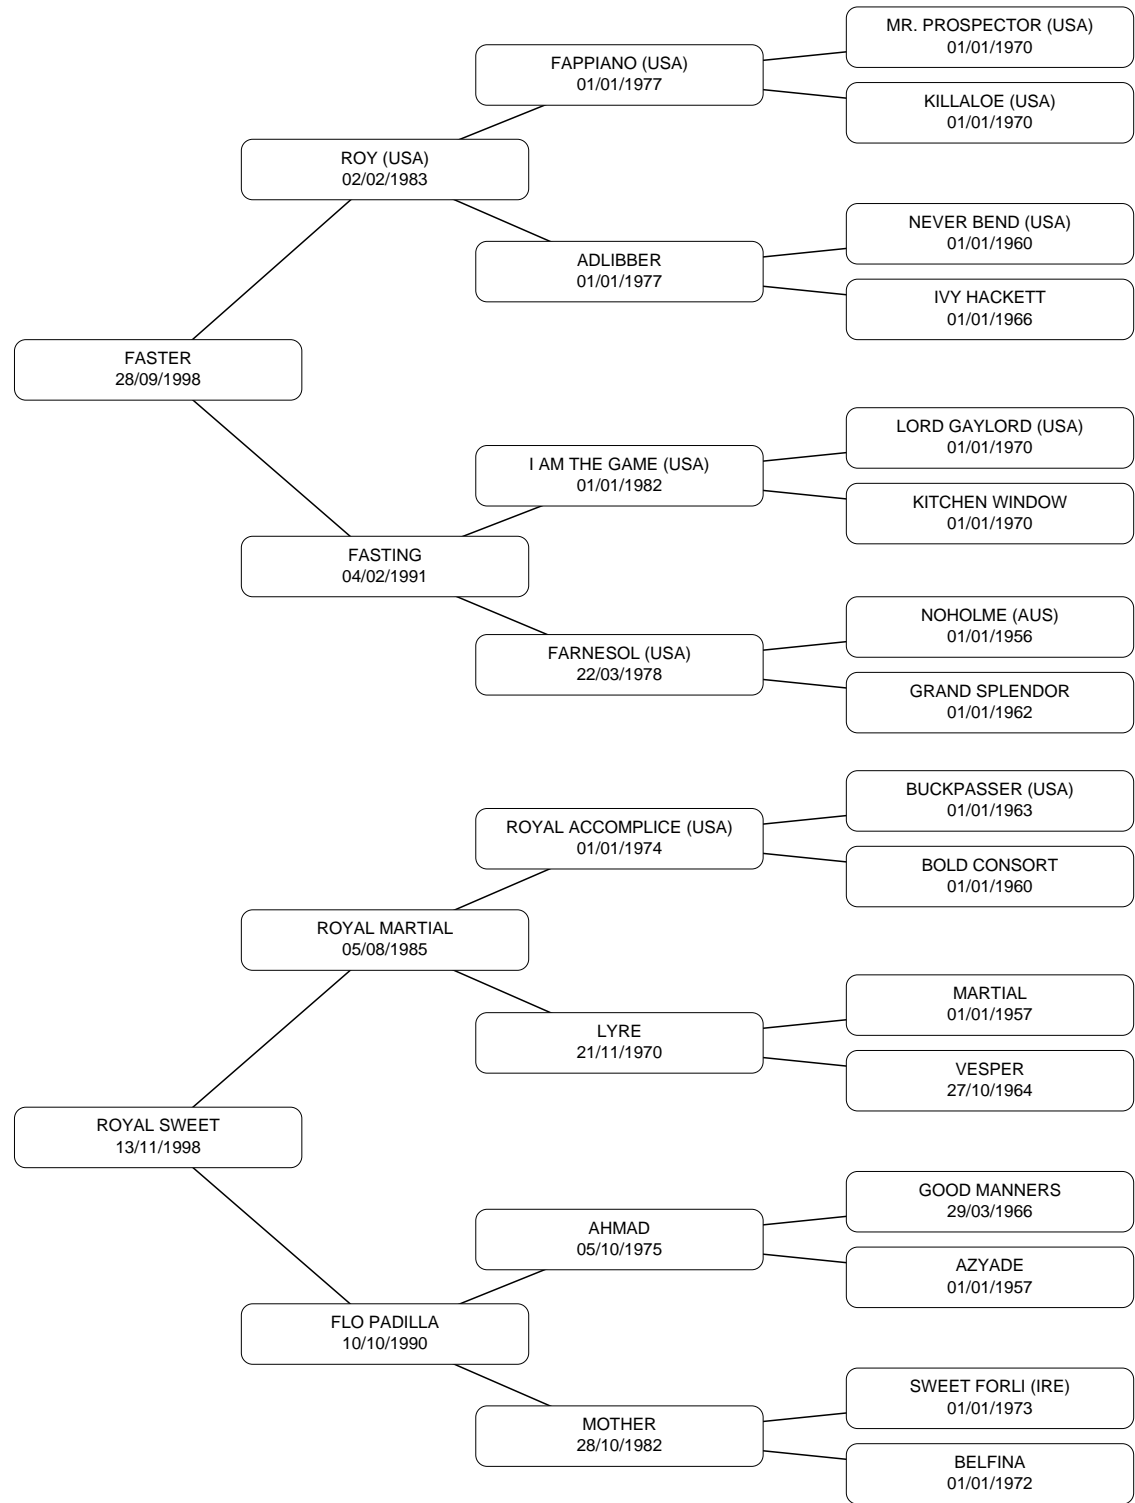 MR. PROSPECTOR (USA)
01/01/1970
FAPPIANO (USA)
01/01/1977
KILLALOE (USA)
01/01/1970
ROY (USA)
02/02/1983
NEVER BEND (USA)
01/01/1960
ADLIBBER
01/01/1977
IVY HACKETT
01/01/1966
FASTER
28/09/1998
LORD GAYLORD (USA)
01/01/1970
I AM THE GAME (USA)
01/01/1982
KITCHEN WINDOW
01/01/1970
FASTING
04/02/1991
NOHOLME (AUS)
01/01/1956
FARNESOL (USA)
22/03/1978
GRAND SPLENDOR
01/01/1962
BUCKPASSER (USA)
01/01/1963
ROYAL ACCOMPLICE (USA)
01/01/1974
BOLD CONSORT
01/01/1960
ROYAL MARTIAL
05/08/1985
MARTIAL
01/01/1957
LYRE
21/11/1970
VESPER
27/10/1964
ROYAL SWEET
13/11/1998
GOOD MANNERS
29/03/1966
AHMAD
05/10/1975
AZYADE
01/01/1957
FLO PADILLA
10/10/1990
SWEET FORLI (IRE)
01/01/1973
MOTHER
28/10/1982
BELFINA
01/01/1972